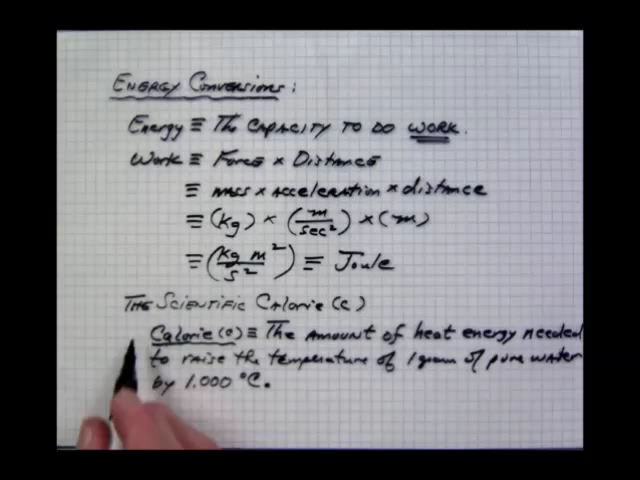 ENERGY CONVERSIONS:
Energy ≡ THE CAPACITY TO DO WORK.
Work ≡ Force × Distance
≡ mass × acceleration × distance
≡ (Kg) × (m/sec²) × (m)
≡ (kg m²/s²) ≡ Joule
THE SCIENTIFIC CALORIE (c)
Calorie (c) ≡ The amount of heat energy needed
to raise the temperature of 1 gram of pure water
by 1.000 °C.